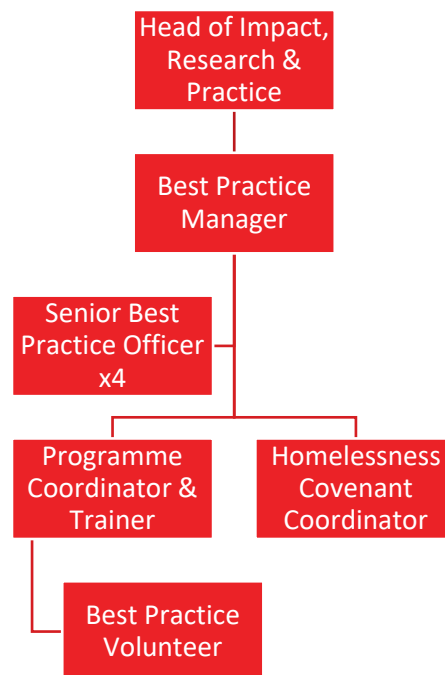 Head of Impact,
Research &
Practice
Best Practice
Manager
Senior Best
Practice Officer
x4
Programme
Coordinator &
Trainer
Homelessness
Covenant
Coordinator
Best Practice
Volunteer